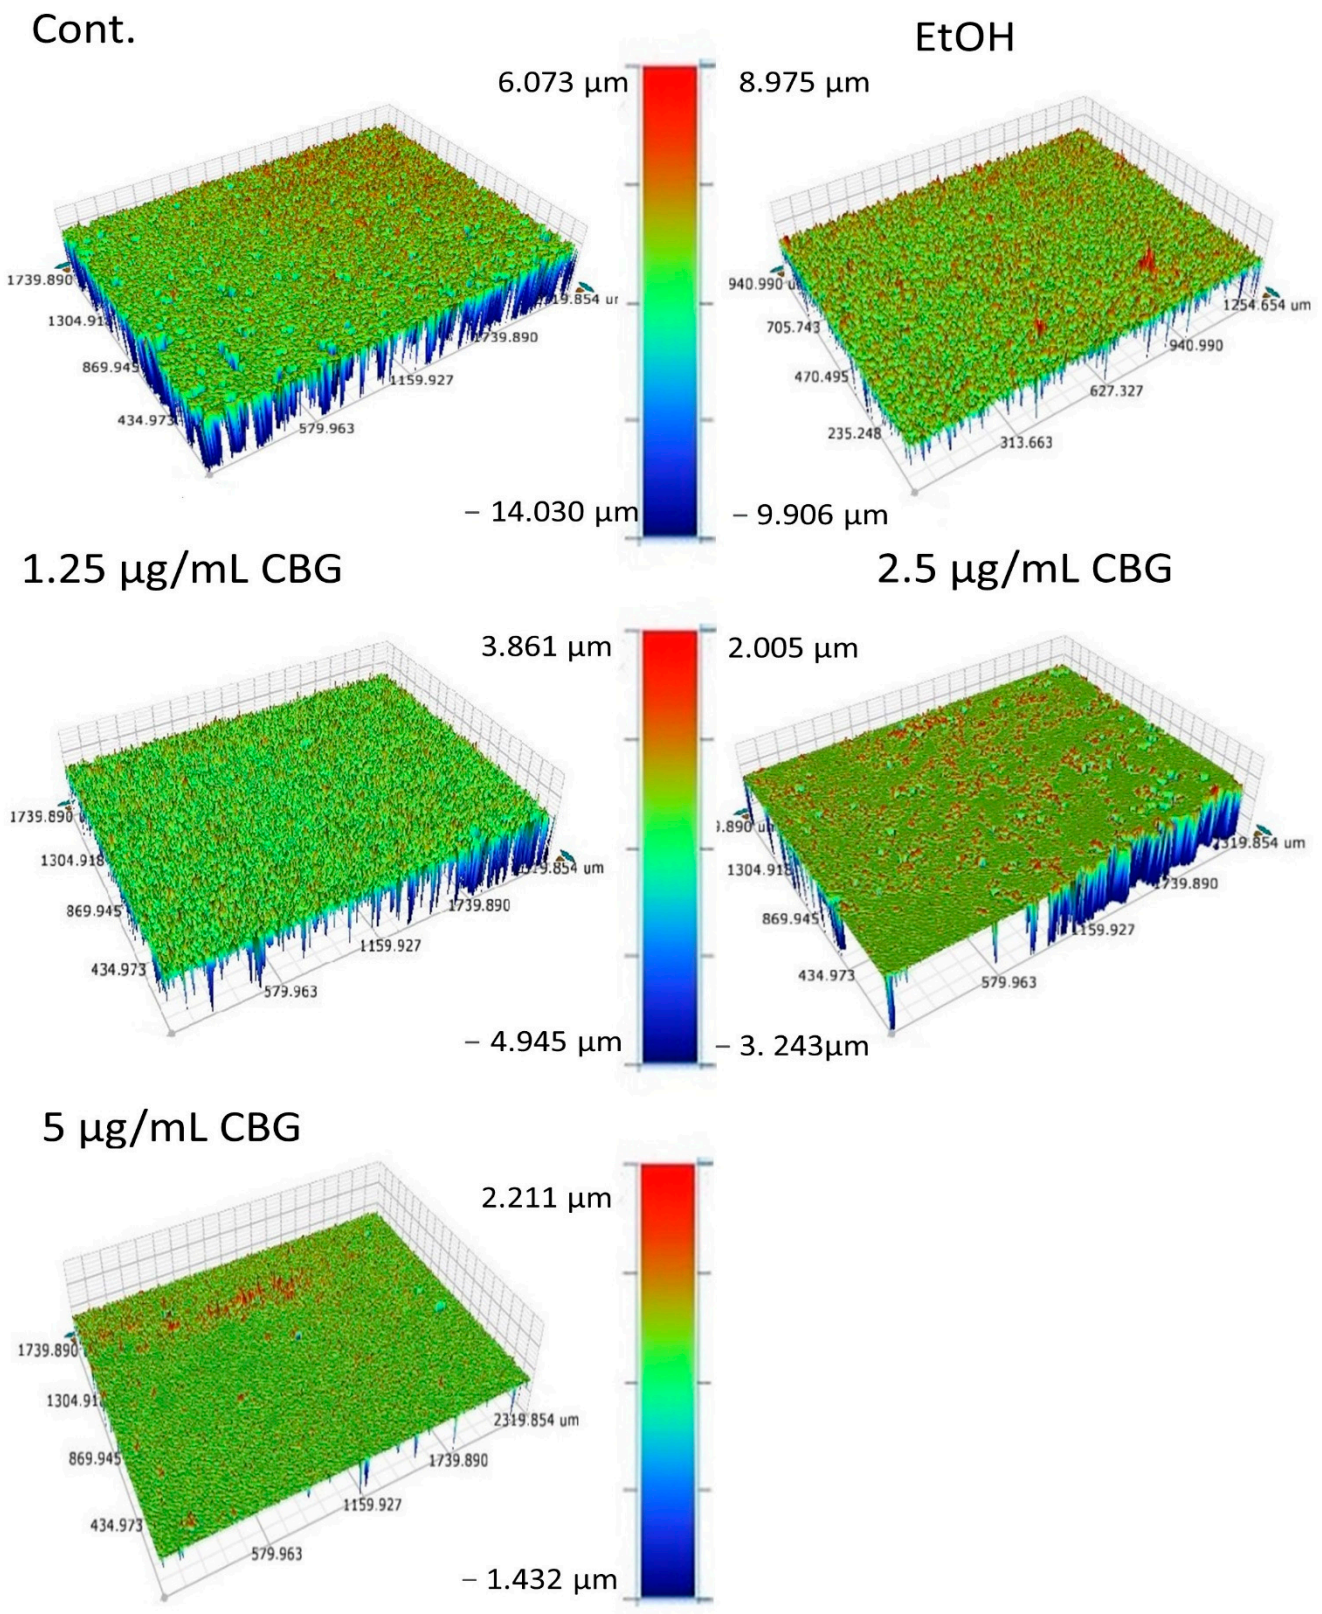 Cont.
EtOH
6.073 µm
8.975 µm
1739.890
1304.918
869.945
434.973
579.963
1159.927
1739.890
940.990 u
705.743
470.495
235.248
313.663
627.327
940.990
1254.654 um
– 14.030 µm
– 9.906 µm
1.25 µg/mL CBG
2.5 µg/mL CBG
3.861 µm
2.005 µm
1739.890 u
1304.918
869.945
434.973
579.963
1159.927
1739.890
1304.918
869.945
434.973
579.963
1159.927
1739.890
2319.854 um
– 4.945 µm
– 3. 243µm
5 µg/mL CBG
2.211 µm
1739.890
1304.91
869.945
434.973
579.963
1159.927
1739.890
2319.854 um
– 1.432 µm